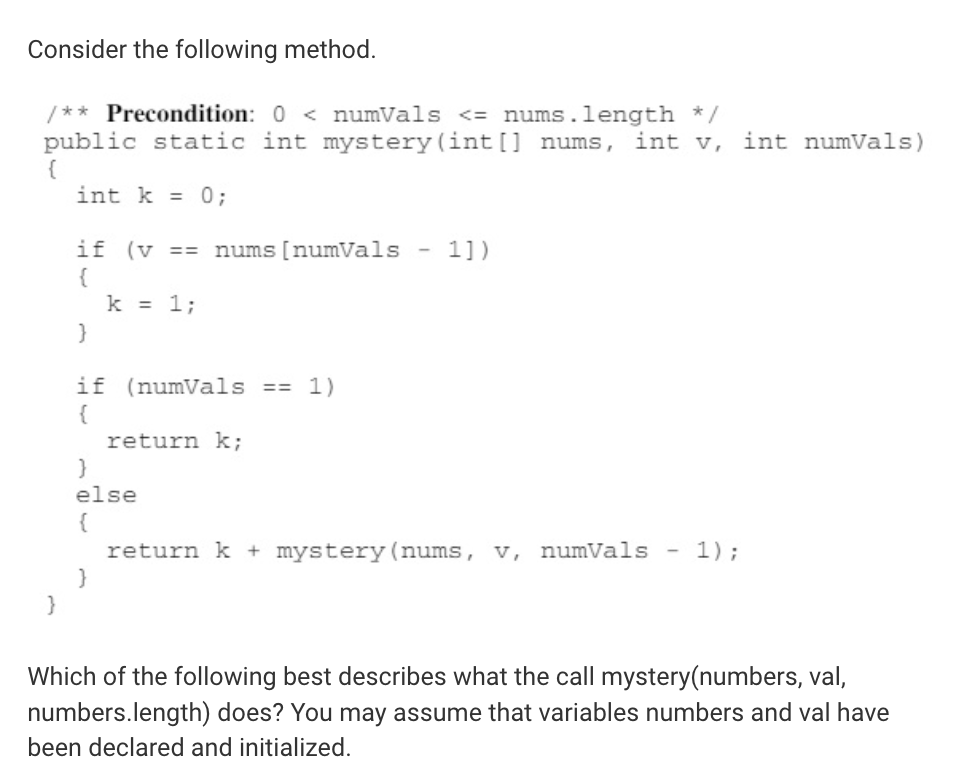 Consider the following method.
/** Precondition: 0 < numVals <= nums.length */
public static int mystery(int[] nums, int v, int numVals)
{
int k = 0;
if (v == nums[numVals - 1])
{
k = 1;
}
if (numVals == 1)
{
return k;
}
else
{
return k + mystery(nums, v, numVals - 1);
}
}
Which of the following best describes what the call mystery(numbers, val,
numbers.length) does? You may assume that variables numbers and val have
been declared and initialized.